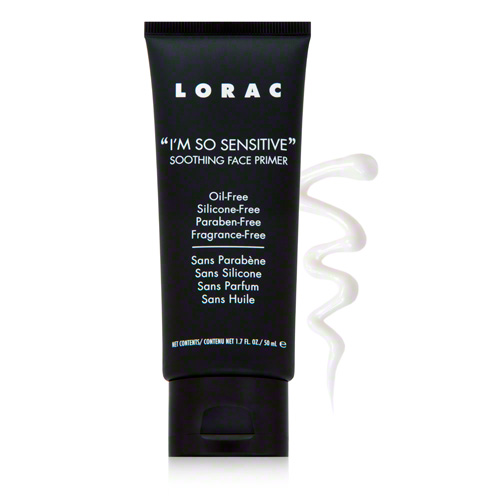 LORAC
“I'M SO SENSITIVE”
SOOTHING FACE PRIMER
Oil-Free
Silicone-Free
Paraben-Free
Fragrance-Free
Sans Parabène
Sans Silicone
Sans Parfum
Sans Huile
NET CONTENTS/ CONTENU NET 1.7 FL. OZ./ 50 mL ℮